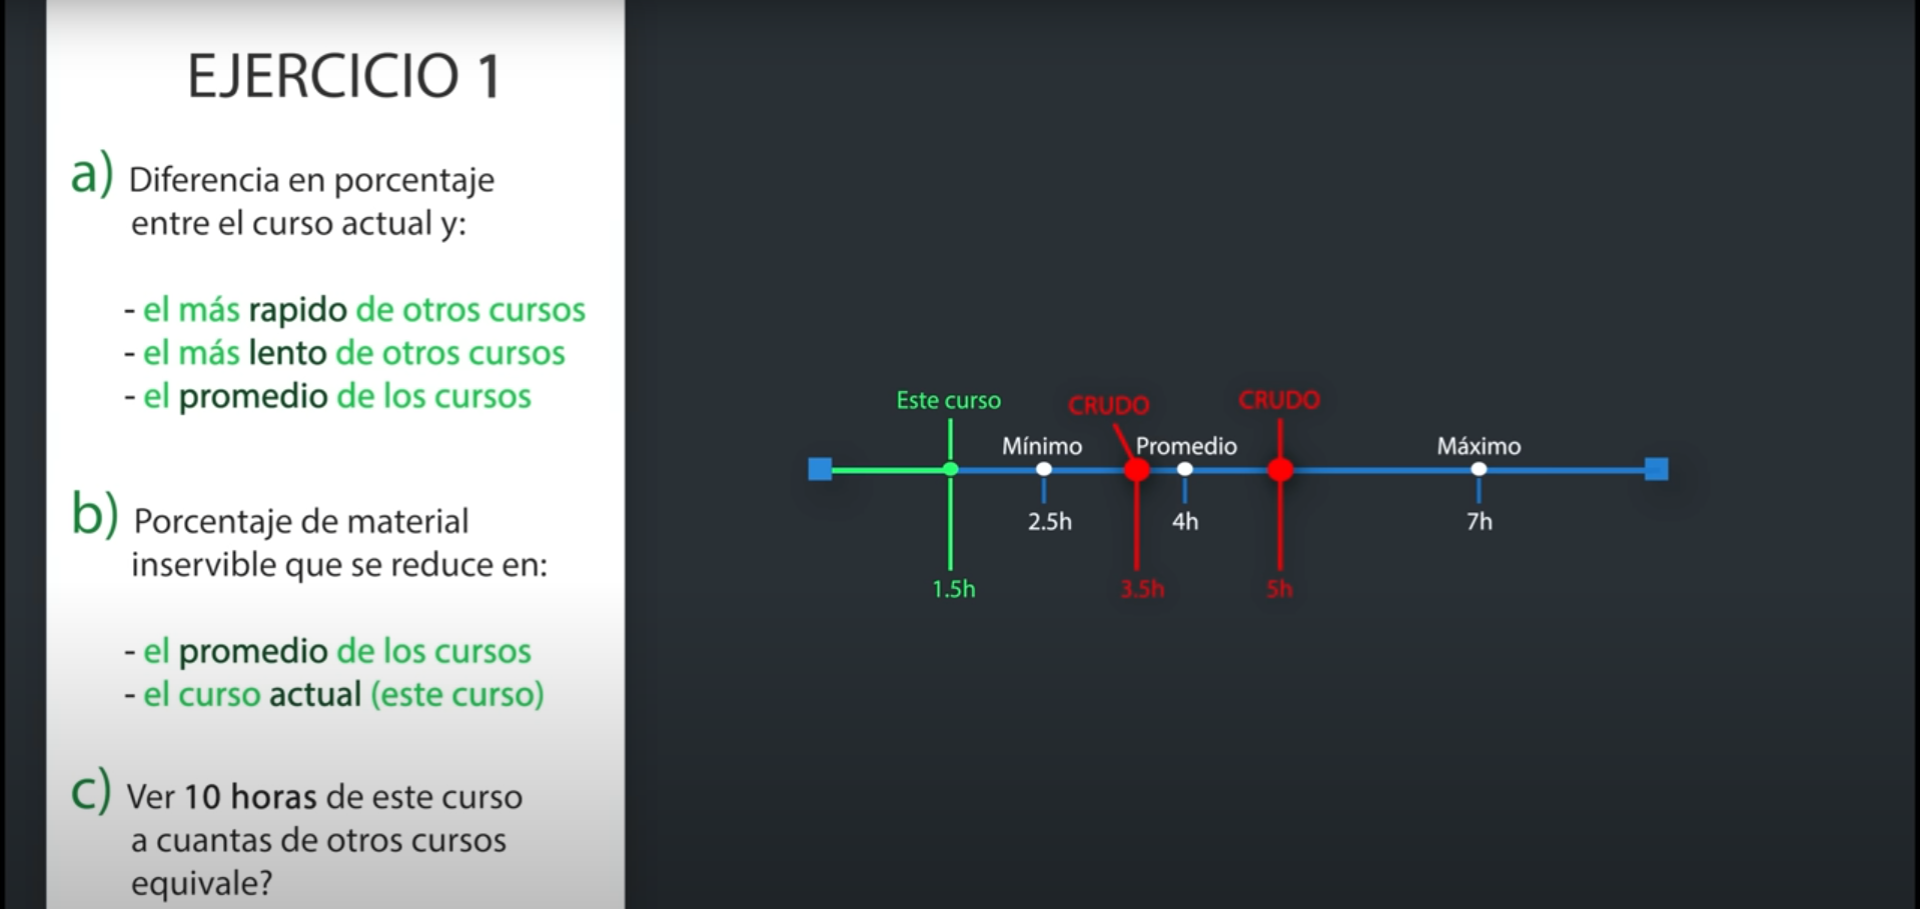 EJERCICIO 1
a) Diferencia en porcentaje
entre el curso actual y:
- el más rapido de otros cursos
- el más lento de otros cursos
- el promedio de los cursos
b) Porcentaje de material
inservible que se reduce en:
- el promedio de los cursos
- el curso actual (este curso)
c) Ver 10 horas de este curso
a cuantas de otros cursos
equivale?
Este curso
CRUDO
CRUDO
Mínimo
Promedio
Máximo
2.5h
4h
7h
1.5h
3.5h
5h